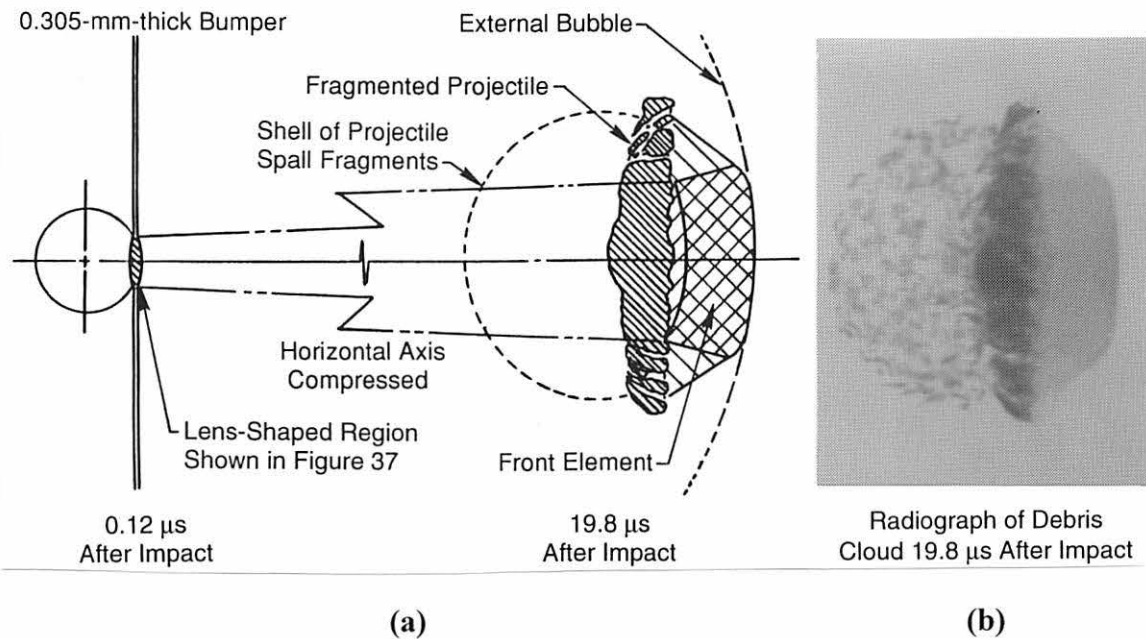 0.305-mm-thick Bumper
External Bubble
Fragmented Projectile
Shell of Projectile
Spall Fragments
Horizontal Axis
Compressed
Lens-Shaped Region
Shown in Figure 37
Front Element
0.12 µs
After Impact
19.8 µs
After Impact
Radiograph of Debris
Cloud 19.8 µs After Impact
(a)
(b)